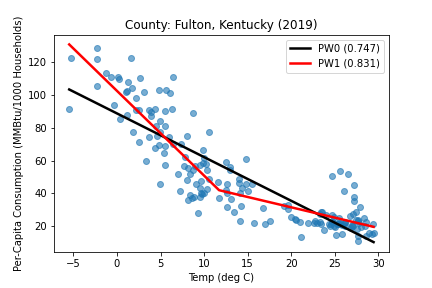 County: Fulton, Kentucky (2019)
Per-Capita Consumption (MMBtu/1000 Households)
120
100
80
60
40
20
PW0 (0.747)
PW1 (0.831)
−5 0 5 10 15 20 25 30
Temp (deg C)